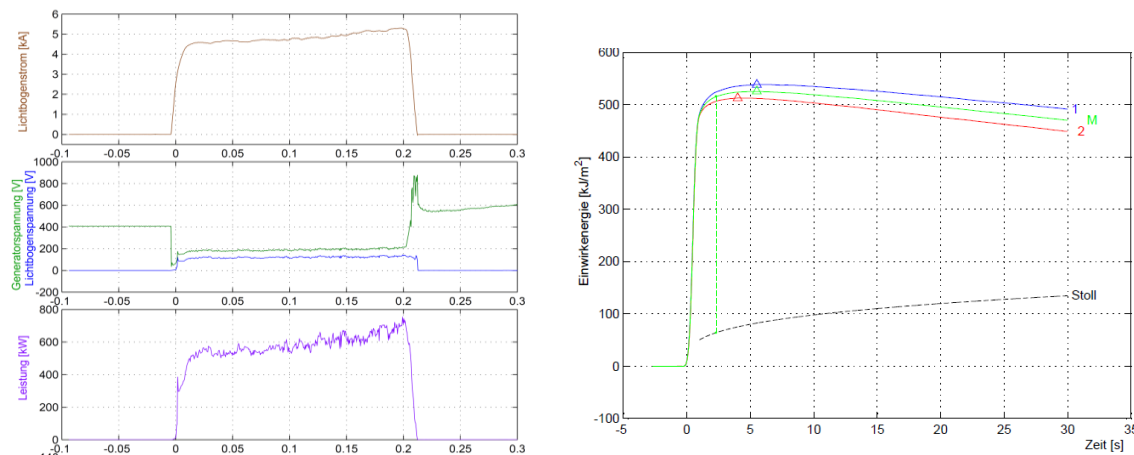 Lichtbogenstrom [kA]
6
5
4
3
2
1
0
-0.1 -0.05 0 0.05 0.1 0.15 0.2 0.25 0.3
Generatorspannung [V]
Lichtbogenspannung [V]
1000
800
600
400
200
0
-200
-0.1 -0.05 0 0.05 0.1 0.15 0.2 0.25 0.3
Leistung [kW]
800
600
400
200
0
-0.1 -0.05 0 0.05 0.1 0.15 0.2 0.25 0.3
Einwirkenergie [kJ/m²]
600
500
400
300
200
100
0
-100
1
M
2
Stoll
-5 0 5 10 15 20 25 30 35
Zeit [s]